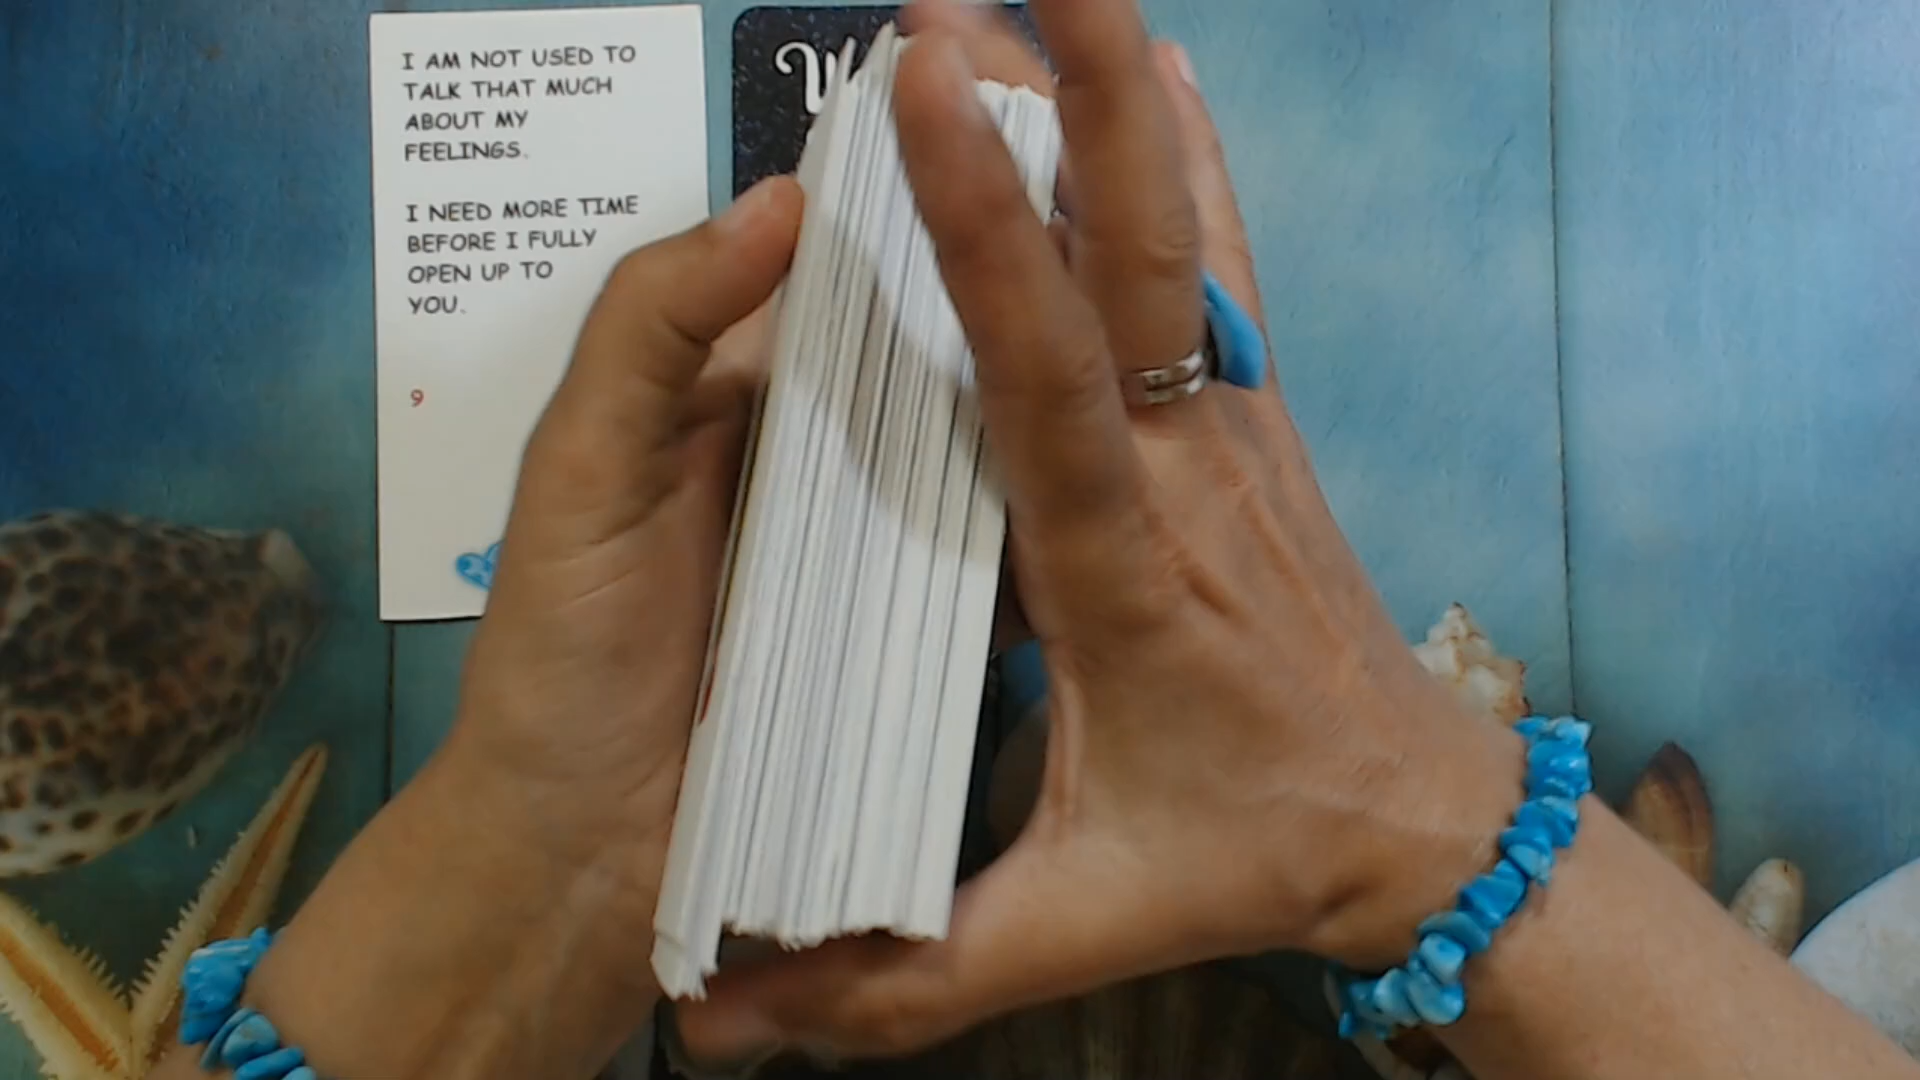 I AM NOT USED TO
TALK THAT MUCH
ABOUT MY
FEELINGS.
I NEED MORE TIME
BEFORE I FULLY
OPEN UP TO
YOU.
9